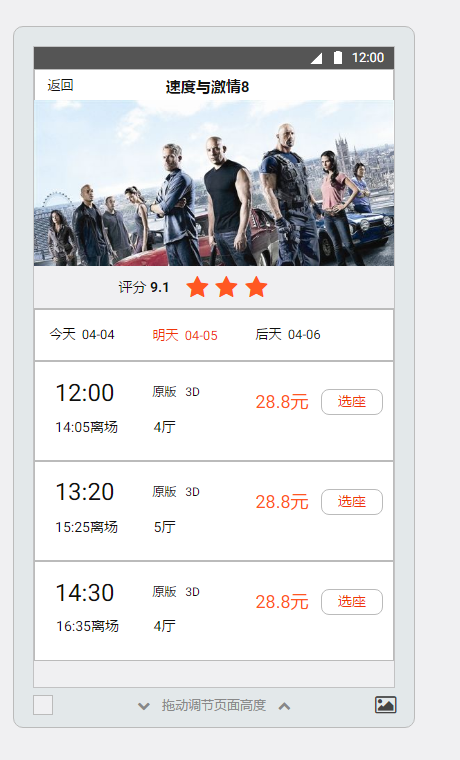 12:00
返回 速度与激情8
评分 9.1
今天 04-04 明天 04-05 后天 04-06
12:00 原版 3D 28.8元 选座
14:05离场 4厅
13:20 原版 3D 28.8元 选座
15:25离场 5厅
14:30 原版 3D 28.8元 选座
16:35离场 4厅
拖动调节页面高度